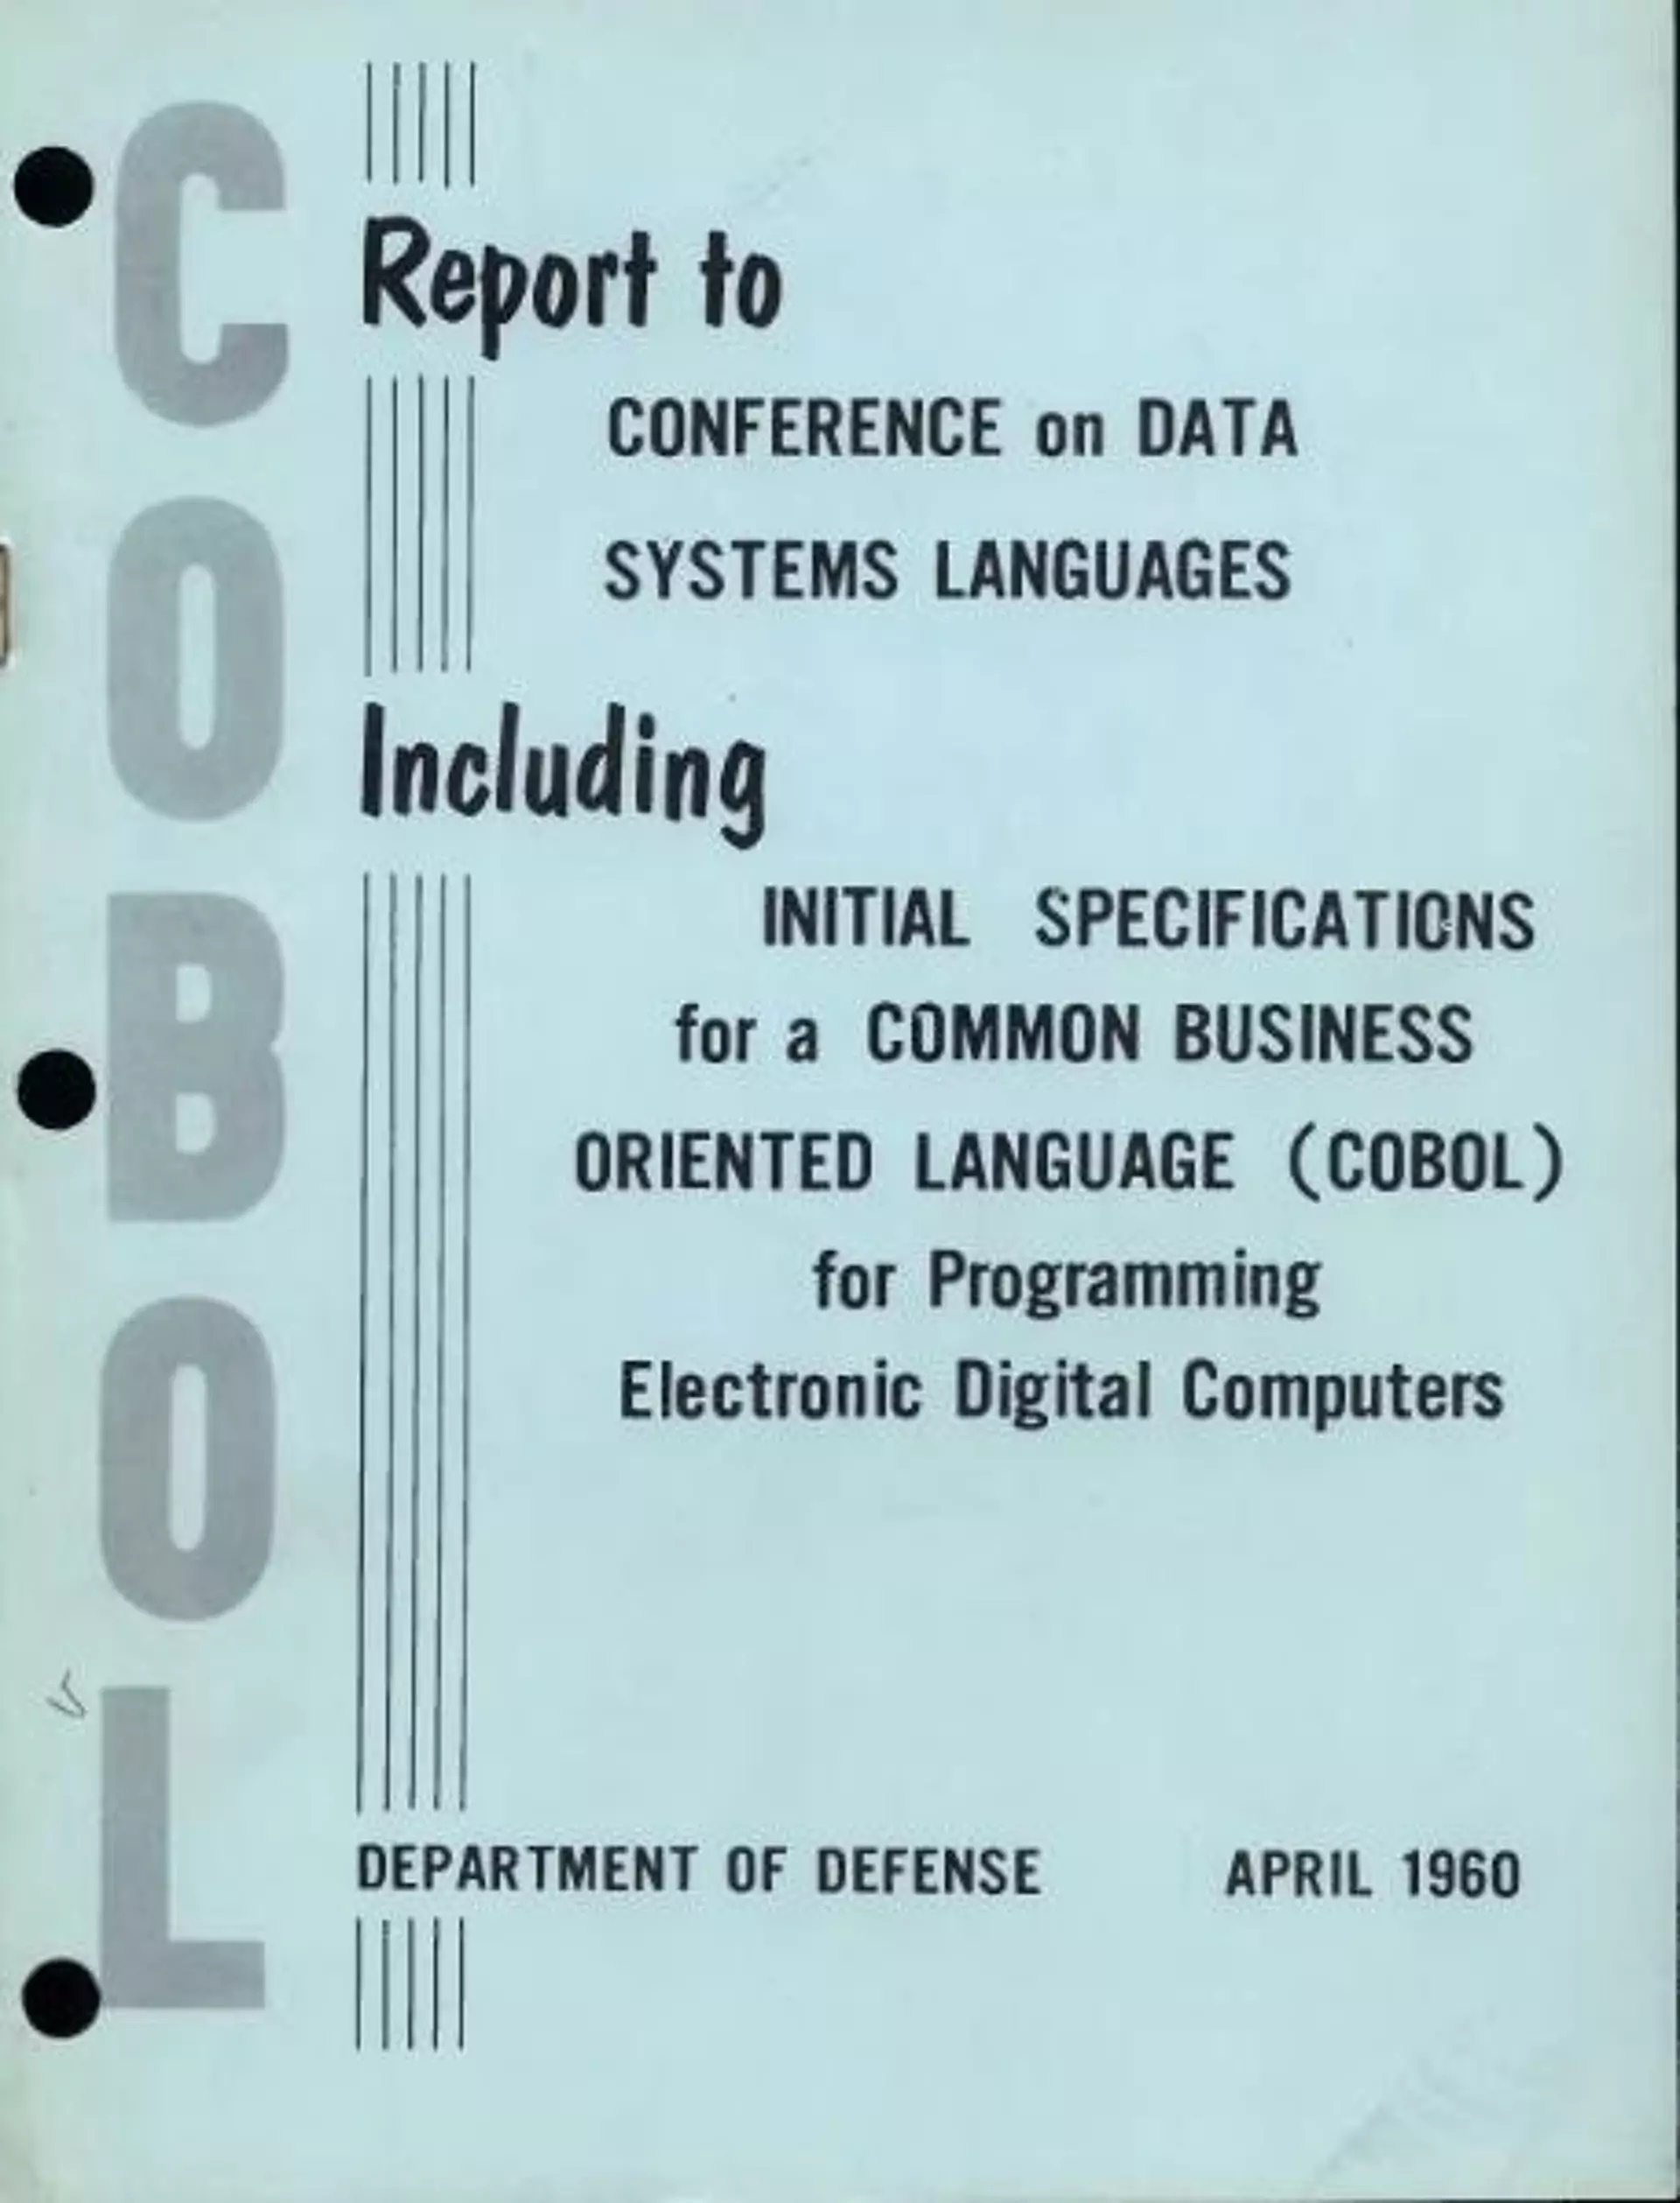 COBOL
Report to
CONFERENCE on DATA
SYSTEMS LANGUAGES
Including
INITIAL SPECIFICATIONS
for a COMMON BUSINESS
ORIENTED LANGUAGE (COBOL)
for Programming
Electronic Digital Computers
DEPARTMENT OF DEFENSE APRIL 1960